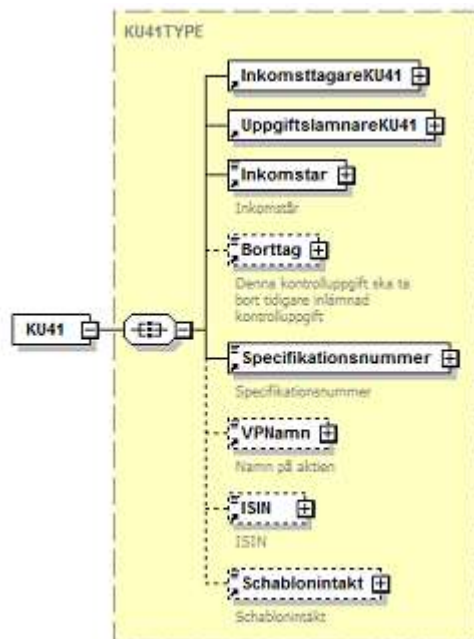 KU41TYPE
InkomsttagareKU41
UppgiftslamnareKU41
Inkomstar
Inkomstår
Borttag
Denna kontrolluppgift ska ta
bort tidigare inlämnad
kontrolluppgift
KU41
Specifikationsnummer
Specifikationsnummer
VPNamn
Namn på aktien
ISIN
ISIN
Schablonintakt
Schablonintäkt